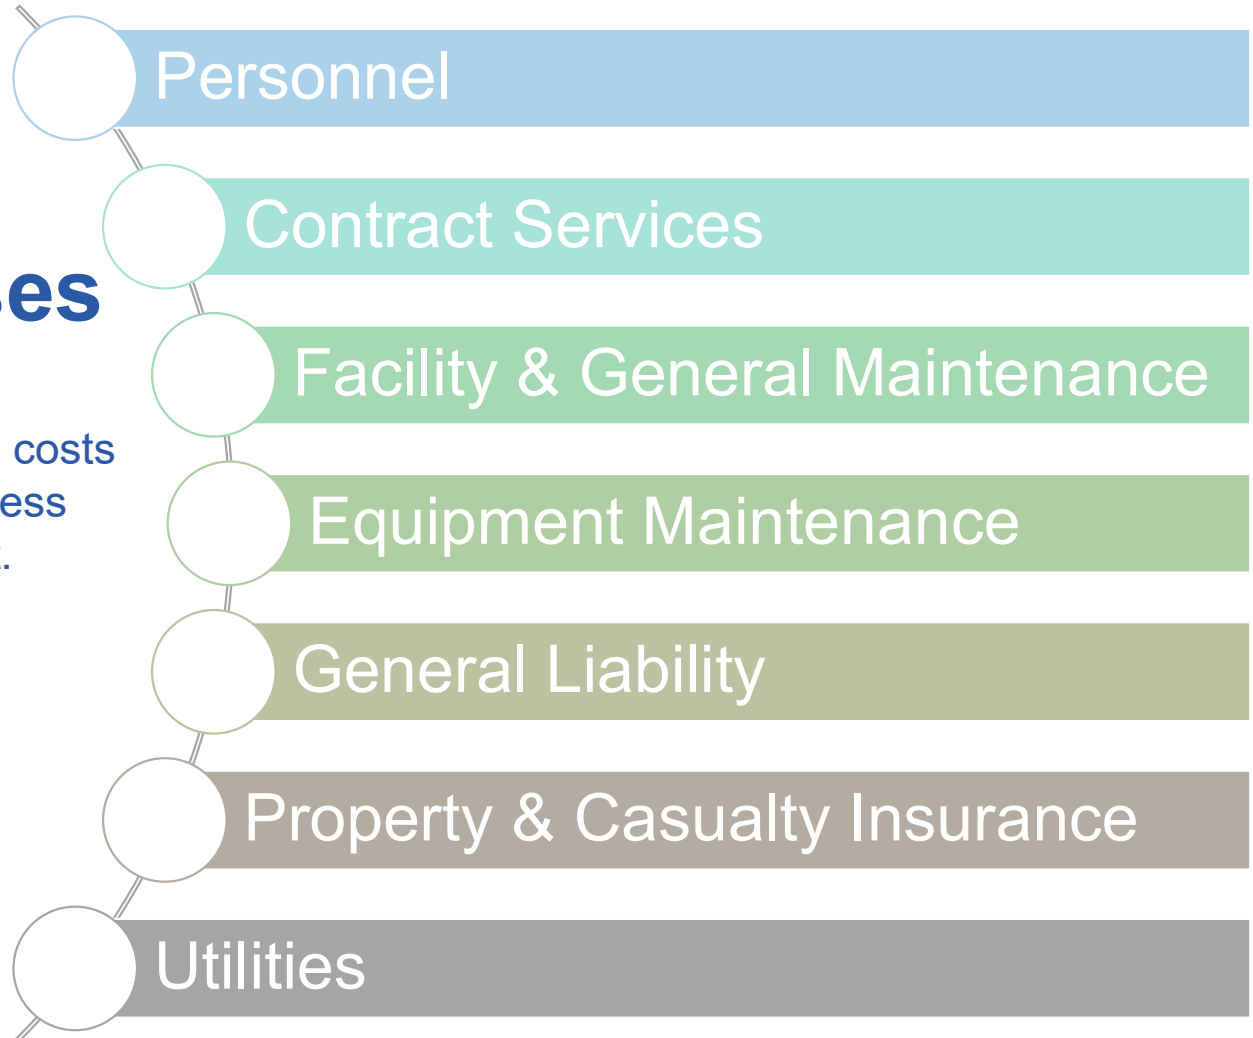 Personnel
Contract Services
es
Facility & General Maintenance
costs
ess
Equipment Maintenance
General Liability
Property & Casualty Insurance
Utilities